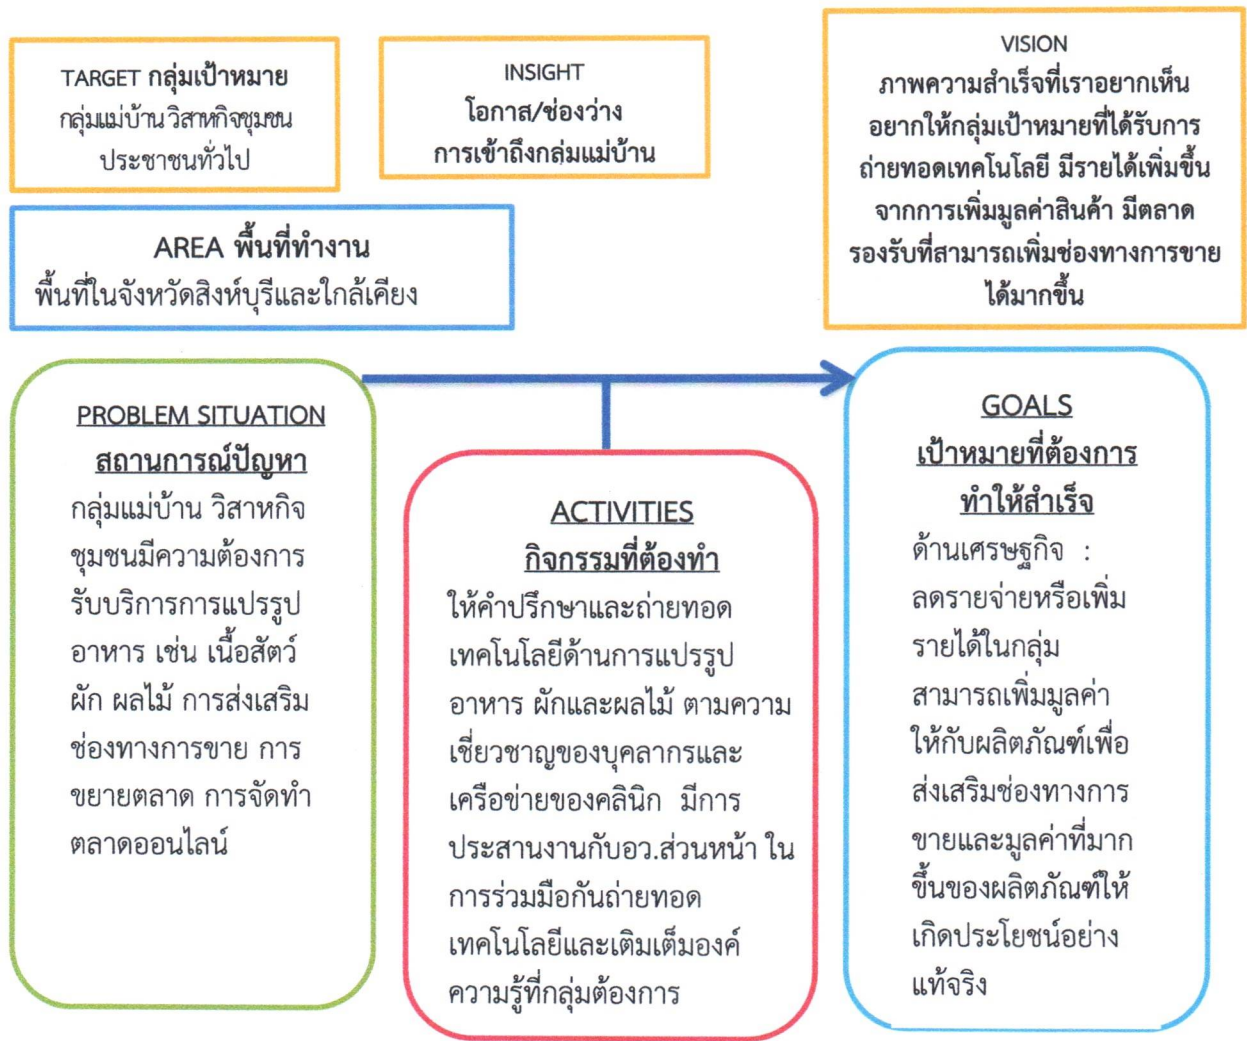 TARGET กลุ่มเป้าหมาย
กลุ่มแม่บ้าน วิสาหกิจชุมชน
ประชาชนทั่วไป
INSIGHT
โอกาส/ช่องว่าง
การเข้าถึงกลุ่มแม่บ้าน
VISION
ภาพความสำเร็จที่เราอยากเห็น
อยากให้กลุ่มเป้าหมายที่ได้รับการ
ถ่ายทอดเทคโนโลยี มีรายได้เพิ่มขึ้น
จากการเพิ่มมูลค่าสินค้า มีตลาด
รองรับที่สามารถเพิ่มช่องทางการขาย
ได้มากขึ้น
AREA พื้นที่ทำงาน
พื้นที่ในจังหวัดสิงห์บุรีและใกล้เคียง
PROBLEM SITUATION
สถานการณ์ปัญหา
กลุ่มแม่บ้าน วิสาหกิจ
ชุมชนมีความต้องการ
รับบริการการแปรรูป
อาหาร เช่น เนื้อสัตว์
ผัก ผลไม้ การส่งเสริม
ช่องทางการขาย การ
ขยายตลาด การจัดทำ
ตลาดออนไลน์
ACTIVITIES
กิจกรรมที่ต้องทำ
ให้คำปรึกษาและถ่ายทอด
เทคโนโลยีด้านการแปรรูป
อาหาร ผักและผลไม้ ตามความ
เชี่ยวชาญของบุคลากรและ
เครือข่ายของคลินิก มีการ
ประสานงานกับอว.ส่วนหน้า ใน
การร่วมมือกันถ่ายทอด
เทคโนโลยีและเติมเต็มองค์
ความรู้ที่กลุ่มต้องการ
GOALS
เป้าหมายที่ต้องการ
ทำให้สำเร็จ
ด้านเศรษฐกิจ :
ลดรายจ่ายหรือเพิ่ม
รายได้ในกลุ่ม
สามารถเพิ่มมูลค่า
ให้กับผลิตภัณฑ์เพื่อ
ส่งเสริมช่องทางการ
ขายและมูลค่าที่มาก
ขึ้นของผลิตภัณฑ์ให้
เกิดประโยชน์อย่าง
แท้จริง